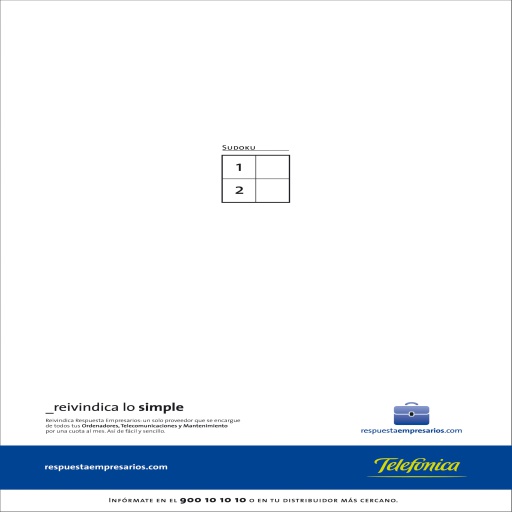 SUDOKU
1
2
_reivindica lo simple
Reivindica Respuesta Empresarios: un solo proveedor que se encargue
de todos tus Ordenadores, Telecomunicaciones y Mantenimiento
por una cuota al mes. Así de fácil y sencillo.
respuestaempresarios.com
respuestaempresarios.com
Telefónica
INFÓRMATE EN EL 900 10 10 10 O EN TU DISTRIBUIDOR MÁS CERCANO.